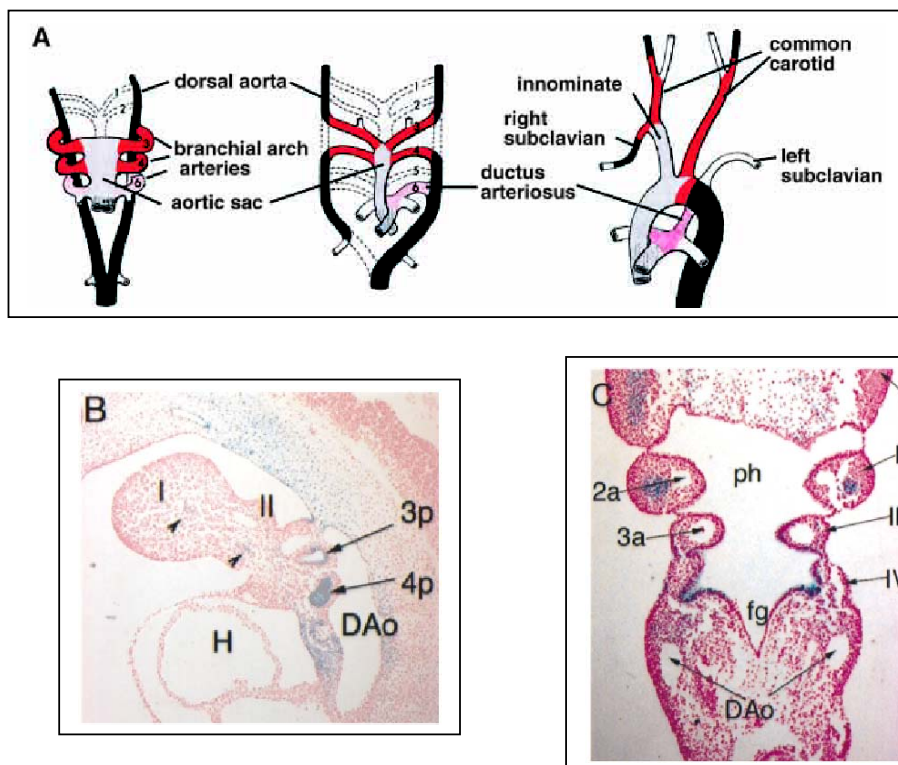 A
dorsal aorta
branchial arch
arteries
aortic sac
1
2
3
4
6
1
2
3
4
5
6
innominate
right
subclavian
ductus
arteriosus
common
carotid
left
subclavian
B
I
II
3p
4p
H
DAo
C
ph
2a
3a
fg
IV
DAo